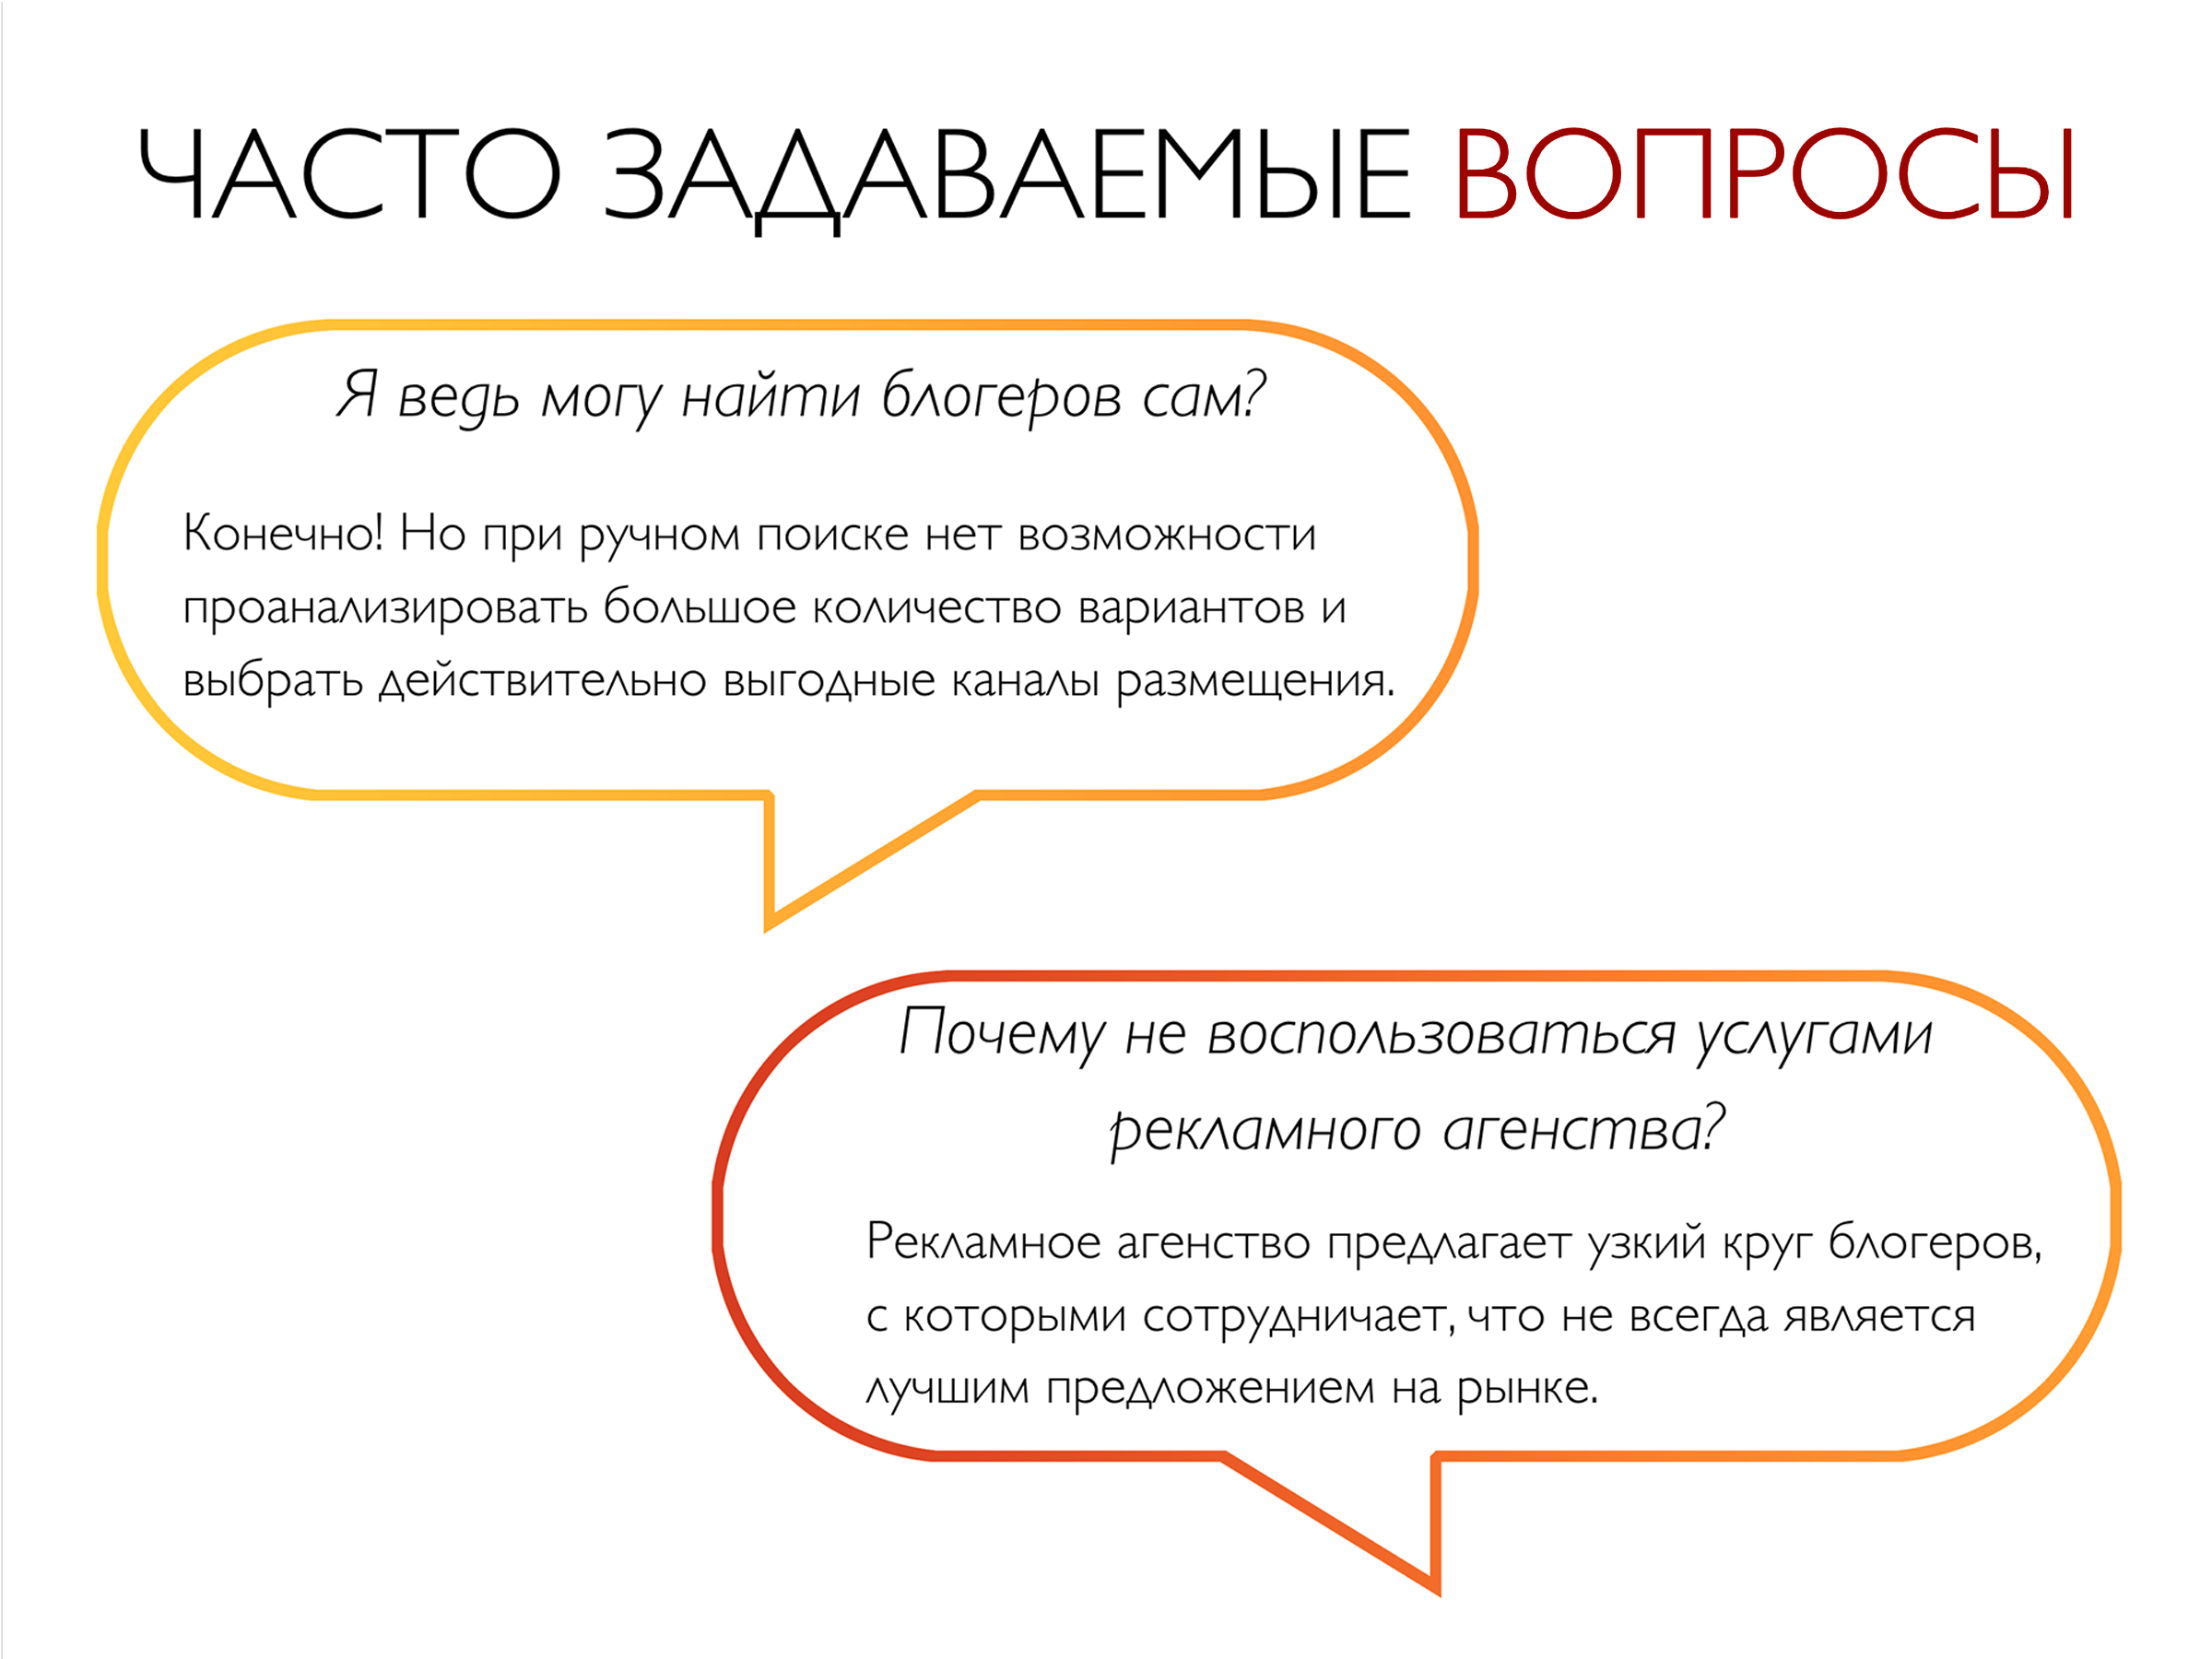 ЧАСТО ЗАДАВАЕМЫЕ ВОПРОСЫ
Я ведь могу найти блогеров сам?
Конечно! Но при ручном поиске нет возможности
проанализировать большое количество вариантов и
выбрать действительно выгодные каналы размещения.
Почему не воспользоваться услугами
рекламного агенства?
Рекламное агенство предлагает узкий круг блогеров,
с которыми сотрудничает, что не всегда является
лучшим предложением на рынке.